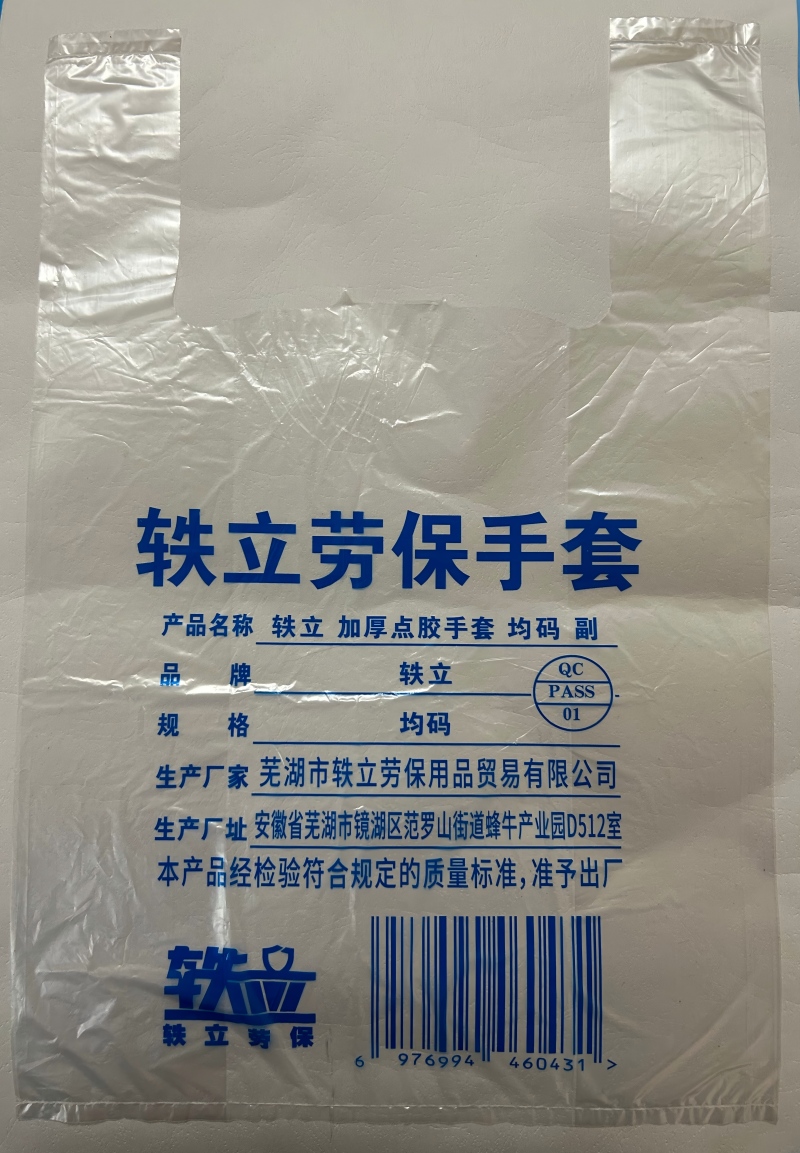 轶立劳保手套
产品名称 轶立 加厚点胶手套 均码 副
品 牌 轶立
规 格 均码
QC
PASS
01
生产厂家 芜湖市轶立劳保用品贸易有限公司
生产厂址 安徽省芜湖市镜湖区范罗山街道蜂牛产业园D512室
本产品经检验符合规定的质量标准,准予出厂
轶立
轶立劳保
6 976994 460431 >